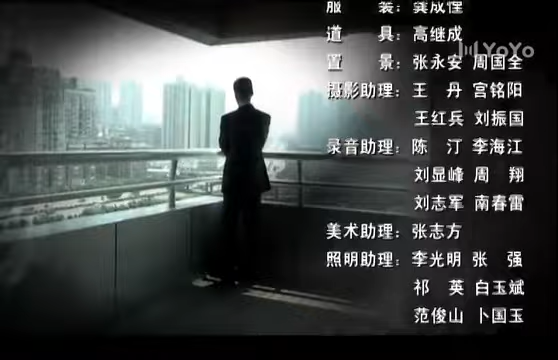 服　装：龚成俚
YoYo
道　具：高继成
置　景：张永安 周国全
摄影助理：王　丹 宫铭阳
王红兵 刘振国
录音助理：陈　汀 李海江
刘显峰 周　翔
刘志军 南春雷
美术助理：张志方
照明助理：李光明 张　强
祁　英 白玉斌
范俊山 卜国玉